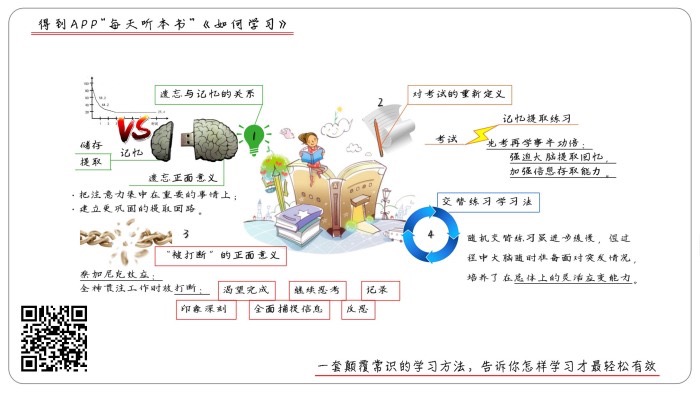 得到APP“每天听本书”《如何学习》
遗忘与记忆的关系
VS
储存
提取
记忆
遗忘正面意义
·把注意力集中在重要的事情上;
·建立更巩固的提取回路。
1
2
对考试的重新定义
考试
记忆提取练习
先考再学事半功倍:
强迫大脑提取回忆,
加强信息存取能力。
3
“被打断”的正面意义
蔡加尼克效应:
全神贯注工作时被打断:
渴望完成
继续思考
记录
印象深刻
全面捕捉信息
反思
交替练习学习法
4
随机交替练习虽进步缓慢,但过
程中大脑随时准备面对突发情况,
培养了在总体上的灵活应变能力。
一套颠覆常识的学习方法,告诉你怎样学习才最轻松有效